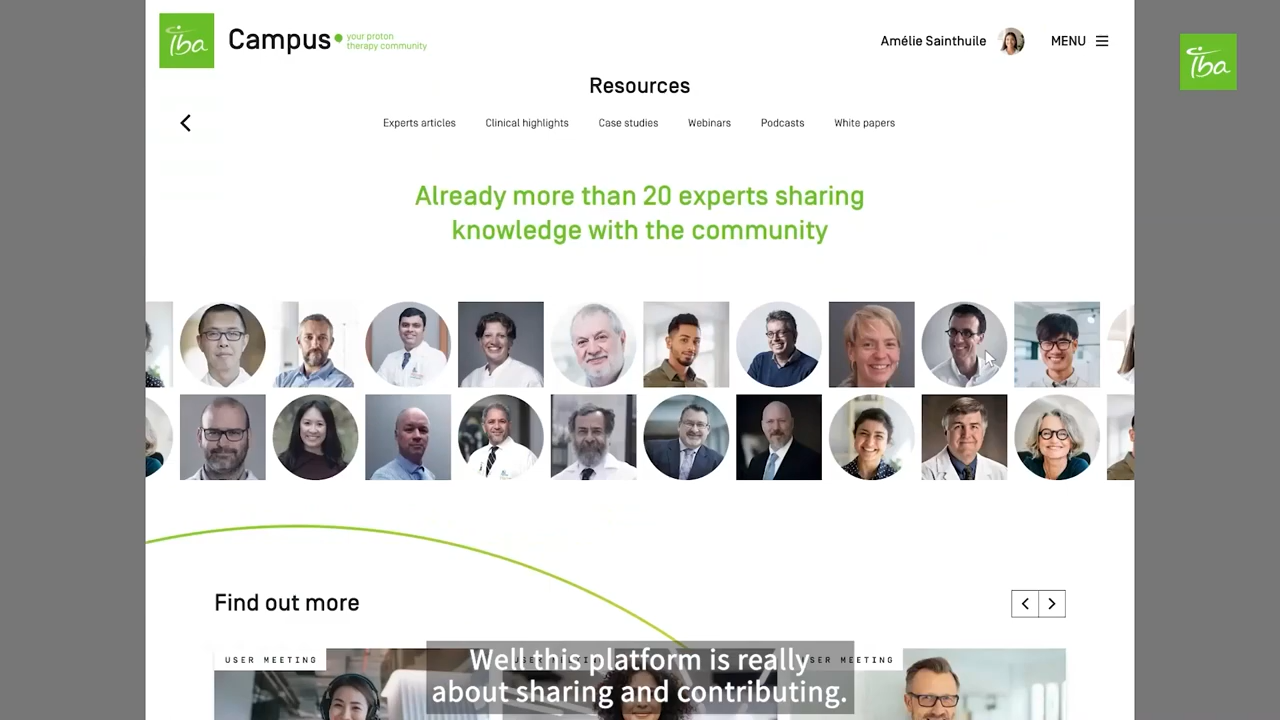 iba
Campus
your proton
therapy community
Amélie Sainthuile
MENU
iba
Resources
Experts articles
Clinical highlights
Case studies
Webinars
Podcasts
White papers
Already more than 20 experts sharing
knowledge with the community
Find out more
USER MEETING
USER MEETING
Well this platform is really
about sharing and contributing.